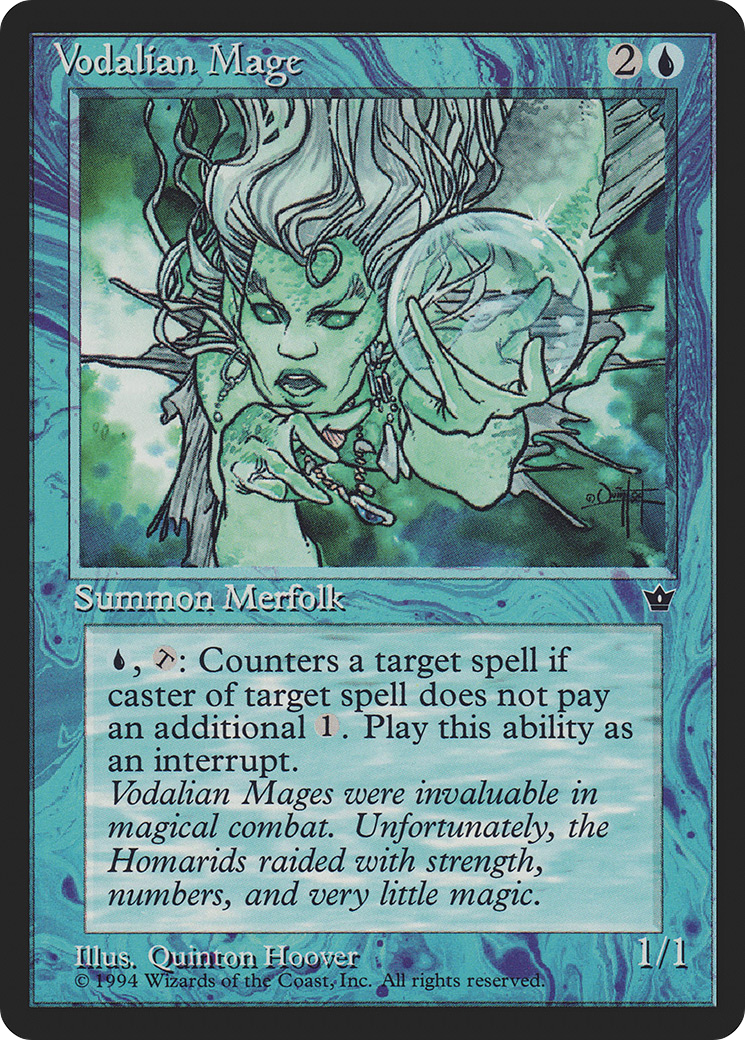 Vodalian Mage 2
Summon Merfolk
, T: Counters a target spell if
caster of target spell does not pay
an additional 1. Play this ability as
an interrupt.
Vodalian Mages were invaluable in
magical combat. Unfortunately, the
Homarids raided with strength,
numbers, and very little magic.
Illus. Quinton Hoover 1/1
© 1994 Wizards of the Coast, Inc. All rights reserved.